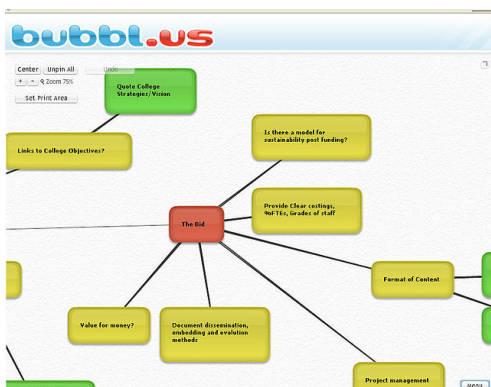 bubbl.us
Center Unpin All Undo
+ - Zoom 75%
Set Print Area
Quote College
Strategies/Vision
Is there a model for
sustainability post funding?
Links to College Objectives?
Provide Clear costings,
%FTEs, Grades of staff
The Bid
Format of Content
Value for money?
Document dissemination,
embedding and evolution
methods
Project management
Menu